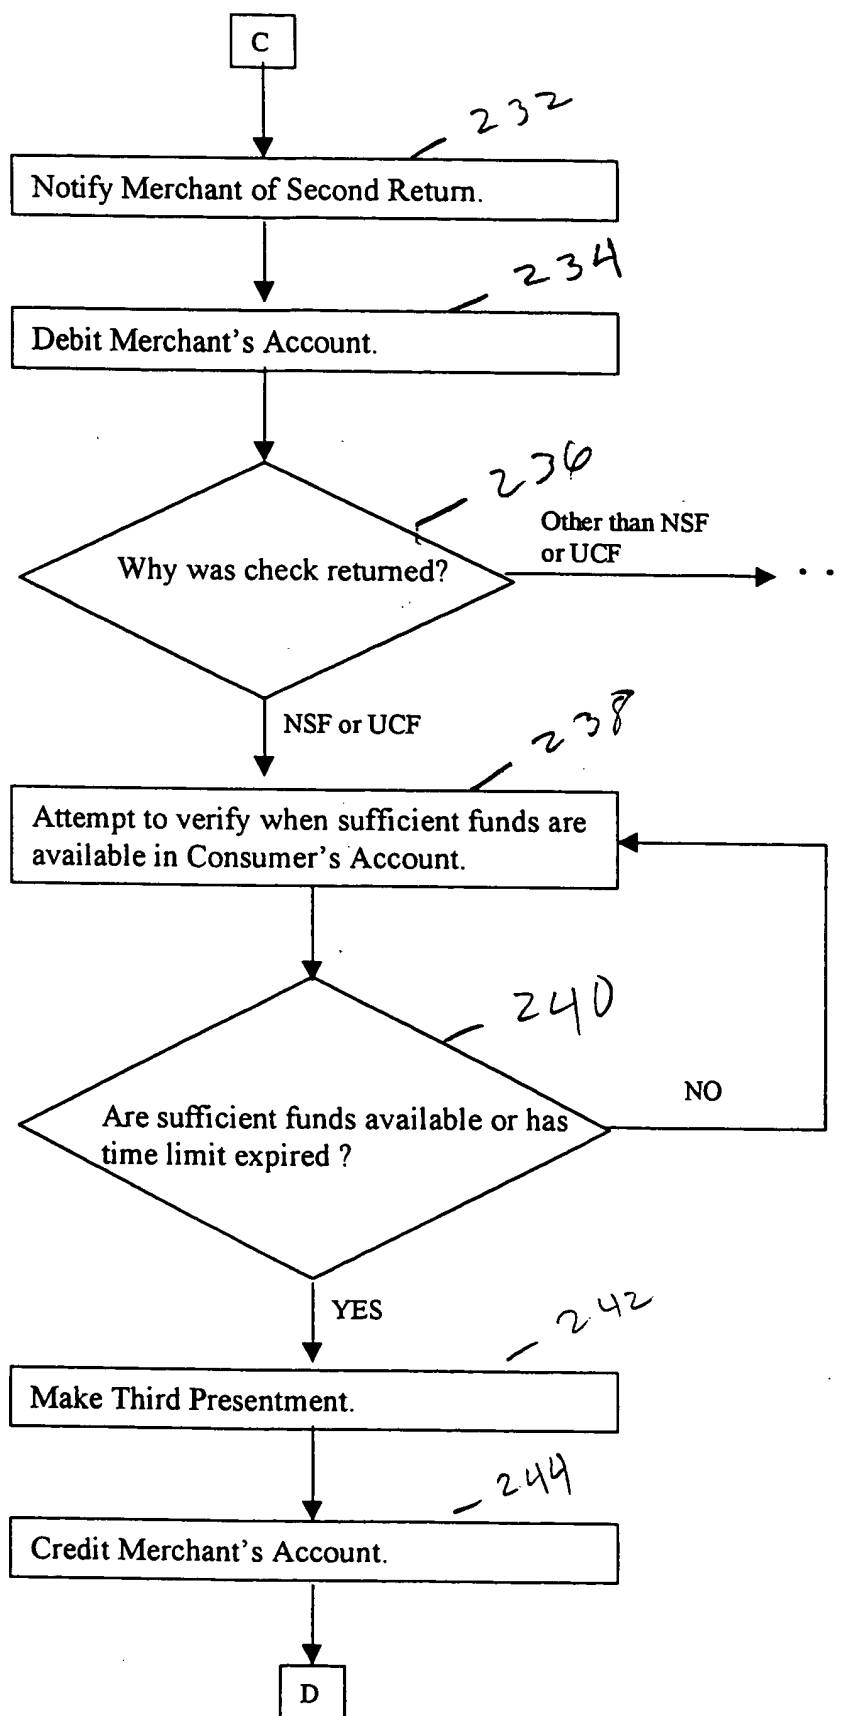 C
232
Notify Merchant of Second Return.
234
Debit Merchant's Account.
236
Other than NSF
or UCF
Why was check returned?
. .
NSF or UCF
238
Attempt to verify when sufficient funds are
available in Consumer's Account.
240
NO
Are sufficient funds available or has
time limit expired ?
YES
242
Make Third Presentment.
244
Credit Merchant's Account.
D